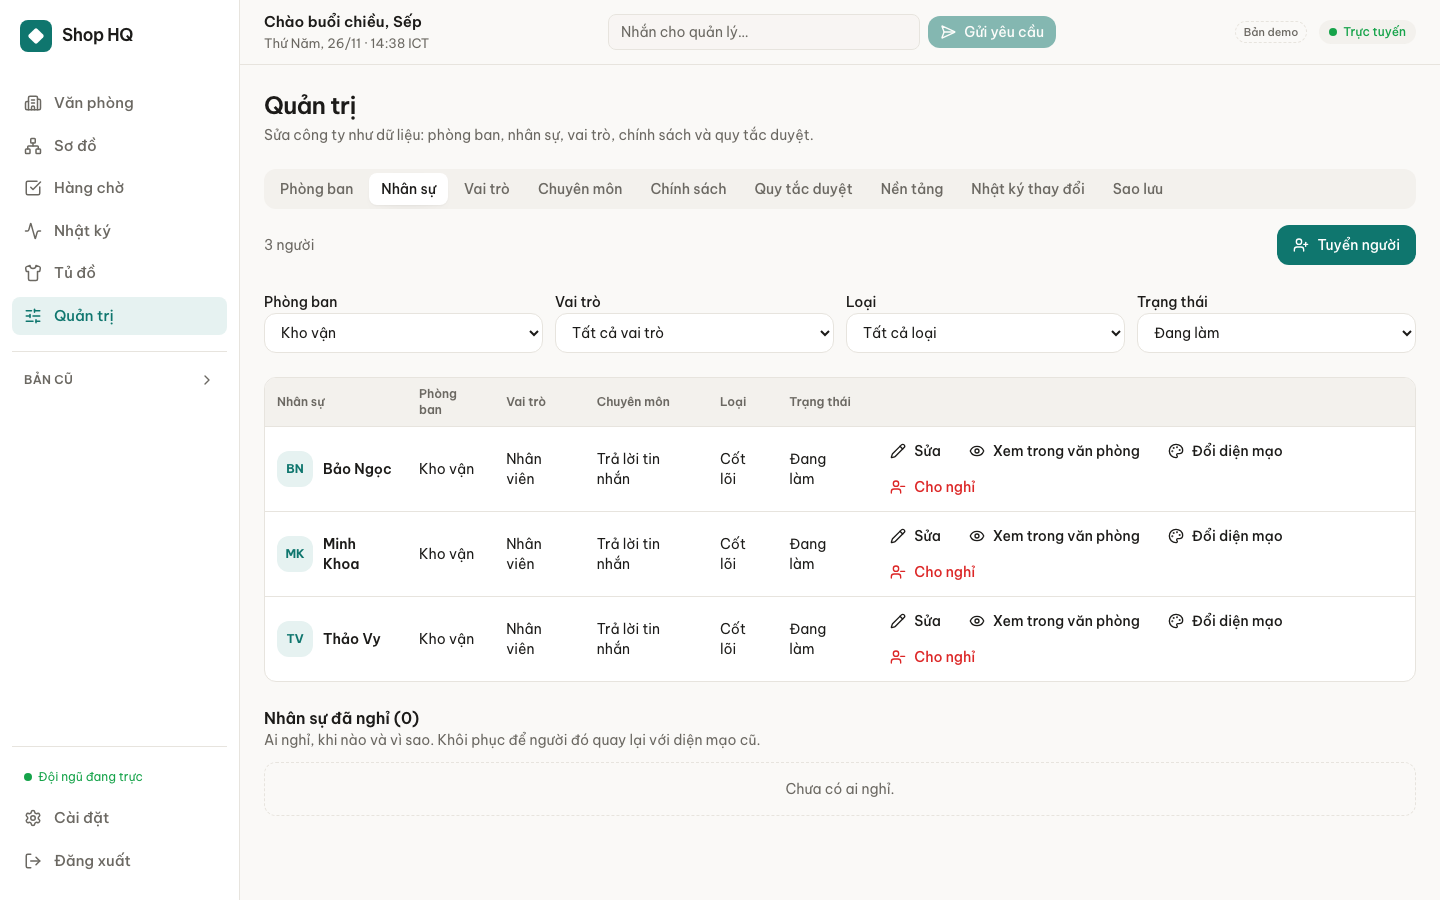 Shop HQ
Văn phòng
Sơ đồ
Hàng chờ
Nhật ký
Tủ đồ
Quản trị
BẢN CŨ
Đội ngũ đang trực
Cài đặt
Đăng xuất
Chào buổi chiều, Sếp
Thứ Năm, 26/11 · 14:38 ICT
Nhắn cho quản lý...
Gửi yêu cầu
Bản demo
Trực tuyến
Quản trị
Sửa công ty như dữ liệu: phòng ban, nhân sự, vai trò, chính sách và quy tắc duyệt.
Phòng ban Nhân sự Vai trò Chuyên môn Chính sách Quy tắc duyệt Nền tảng Nhật ký thay đổi Sao lưu
3 người
Tuyển người
Phòng ban Vai trò Loại Trạng thái
Kho vận Tất cả vai trò Tất cả loại Đang làm
Nhân sự Phòng ban Vai trò Chuyên môn Loại Trạng thái
BN Bảo Ngọc Kho vận Nhân viên Trả lời tin nhắn Cốt lõi Đang làm Sửa Xem trong văn phòng Đổi diện mạo
Cho nghỉ
MK Minh Khoa Kho vận Nhân viên Trả lời tin nhắn Cốt lõi Đang làm Sửa Xem trong văn phòng Đổi diện mạo
Cho nghỉ
TV Thảo Vy Kho vận Nhân viên Trả lời tin nhắn Cốt lõi Đang làm Sửa Xem trong văn phòng Đổi diện mạo
Cho nghỉ
Nhân sự đã nghỉ (0)
Ai nghỉ, khi nào và vì sao. Khôi phục để người đó quay lại với diện mạo cũ.
Chưa có ai nghỉ.